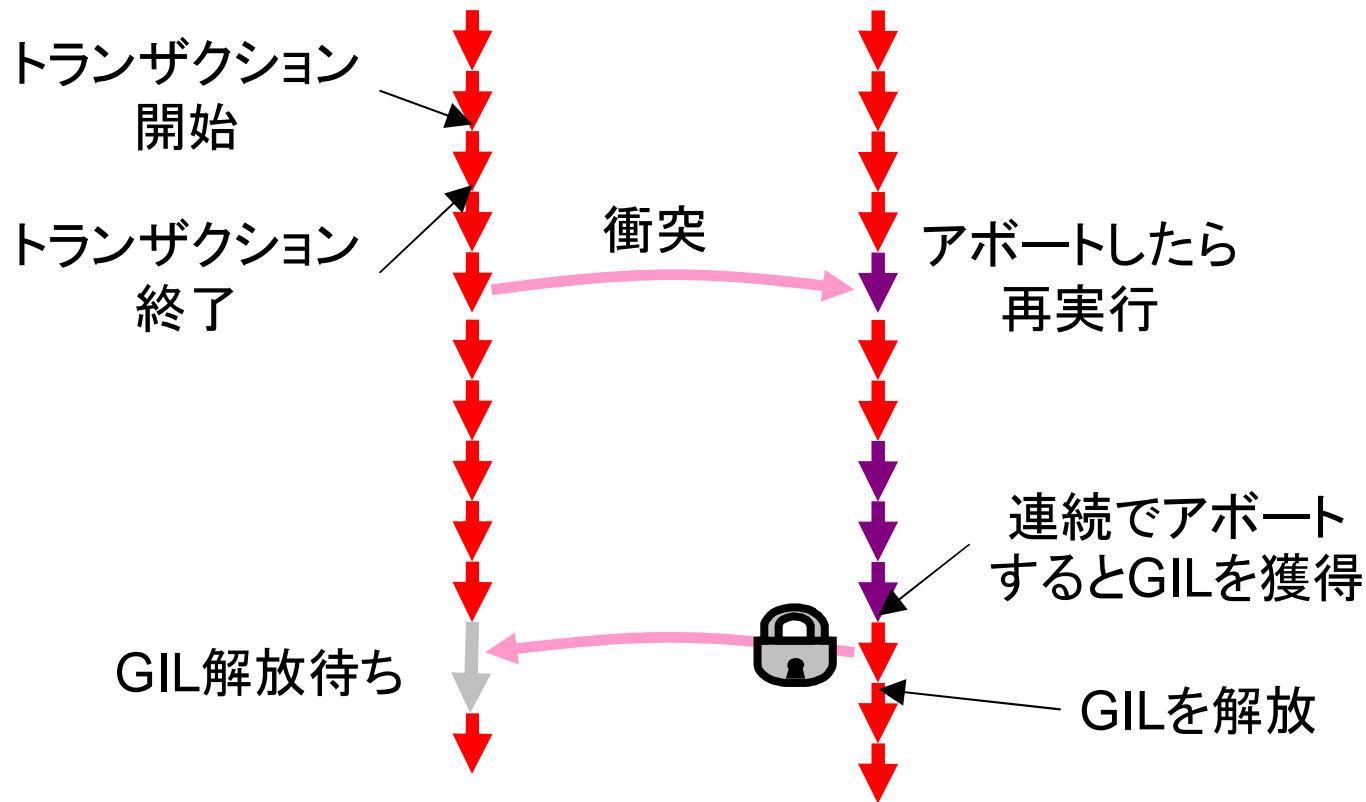 トランザクション
開始
トランザクション
終了
衝突
アボートしたら
再実行
連続でアボート
するとGILを獲得
GIL解放待ち
GILを解放